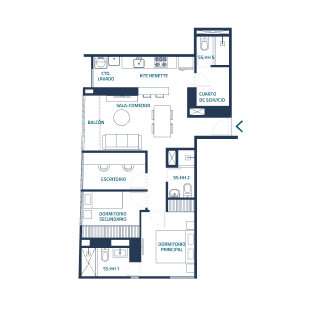 SS.HH 5
CTO.
LAVADO
KITCHENETTE
CUARTO
DE SERVICIO
SALA-COMEDOR
BALCÓN
ESCRITORIO
SS.HH 2
DORMITORIO
SECUNDARIO
DORMITORIO
PRINCIPAL
SS.HH 1